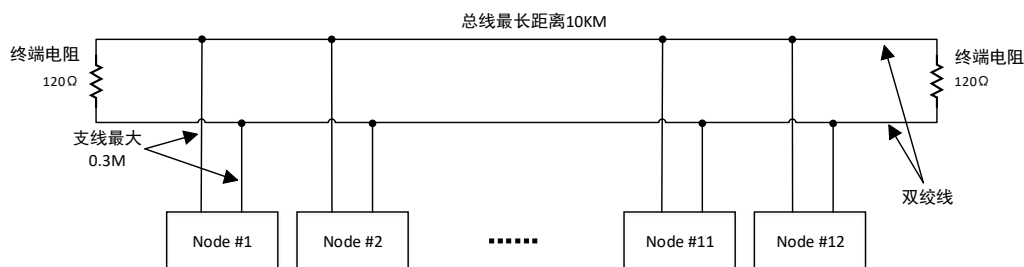 总线最长距离10KM
终端电阻
120Ω
终端电阻
120Ω
支线最大
0.3M
双绞线
Node #1
Node #2
......
Node #11
Node #12